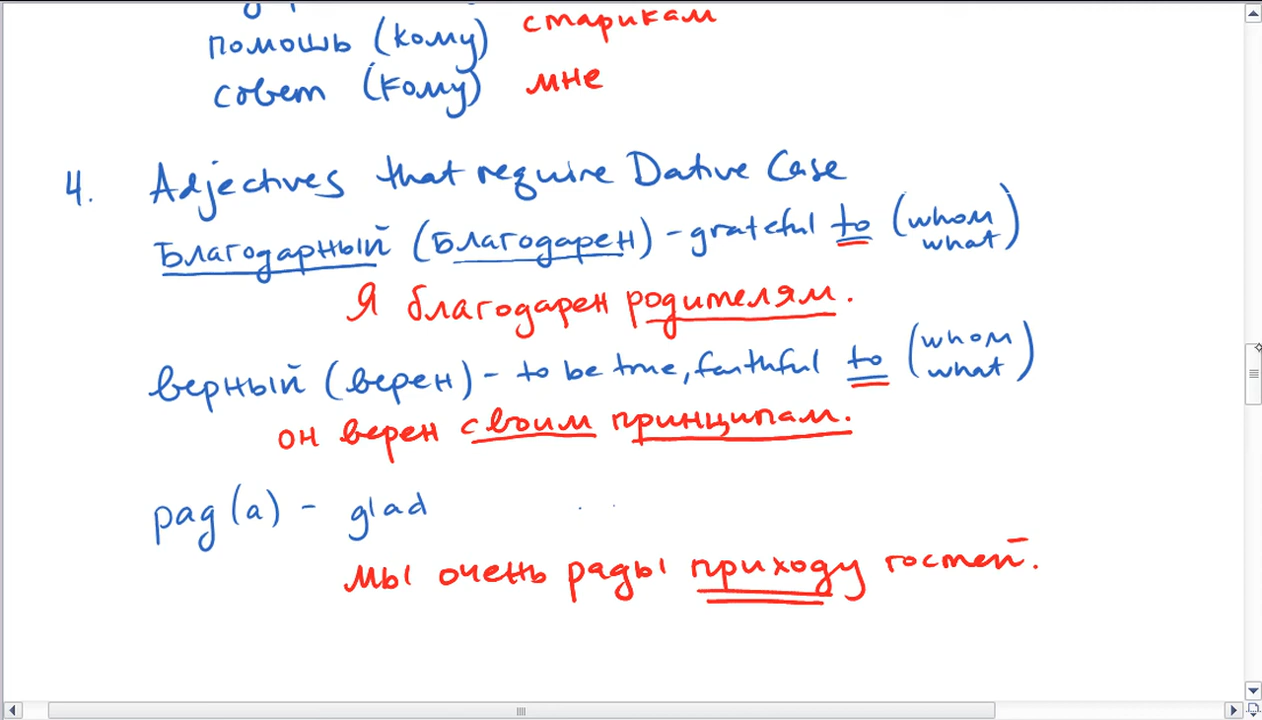 помощь (кому) старикам
совет (кому) мне
4. Adjectives that require Dative Case
Благодарный (Благодарен) - grateful to (whom what)
Я благодарен родителям.
верный (верен) - to be true, faithful to (whom what)
он верен своим принципам.
рад(а) - glad
мы очень рады приходу гостей.